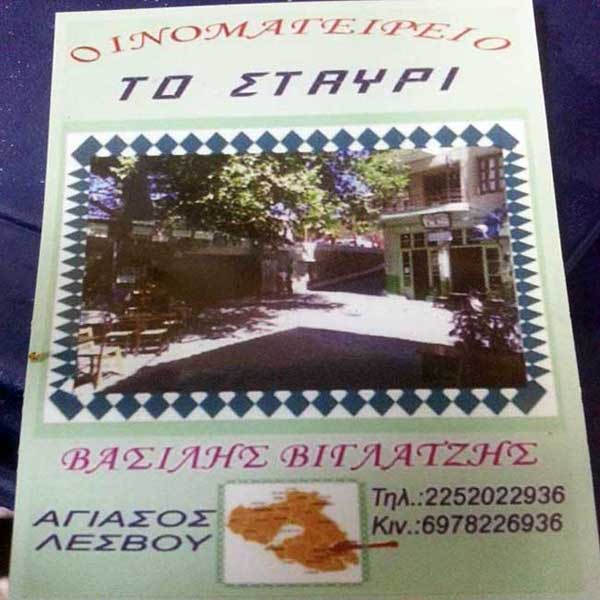 ΟΙΝΟΜΑΓΕΙΡΕΙΟ
ΤΟ ΣΤΑΥΡΙ
ΒΑΣΙΛΗΣ ΒΙΓΛΑΤΖΗΣ
ΑΓΙΑΣΟΣ
ΛΕΣΒΟΥ
Τηλ.:2252022936
Κιν.:6978226936